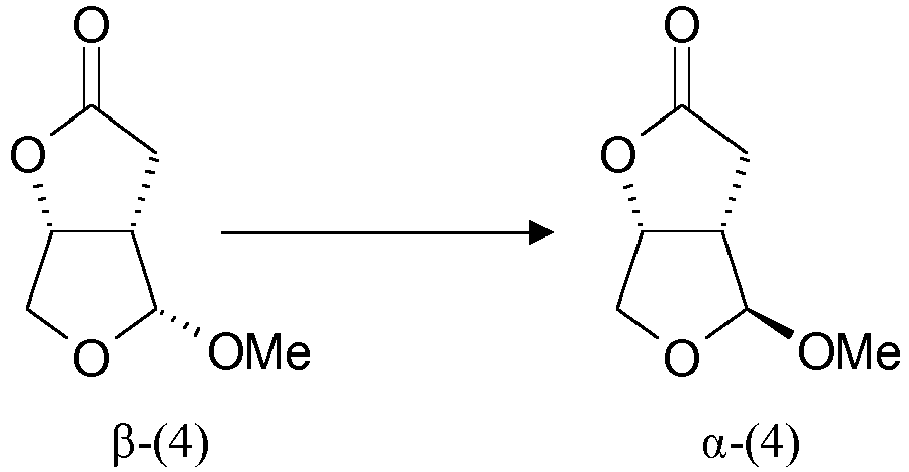 O O
O O
O OMe O OMe
β-(4) α-(4)